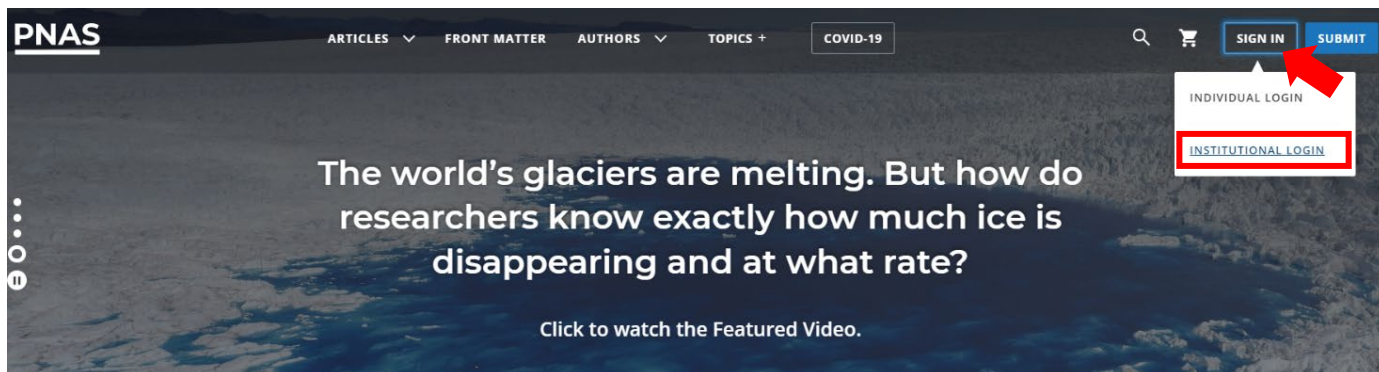 PNAS
ARTICLES FRONT MATTER AUTHORS TOPICS + COVID-19 SIGN IN SUBMIT
INDIVIDUAL LOGIN
INSTITUTIONAL LOGIN
The world’s glaciers are melting. But how do
researchers know exactly how much ice is
disappearing and at what rate?
Click to watch the Featured Video.